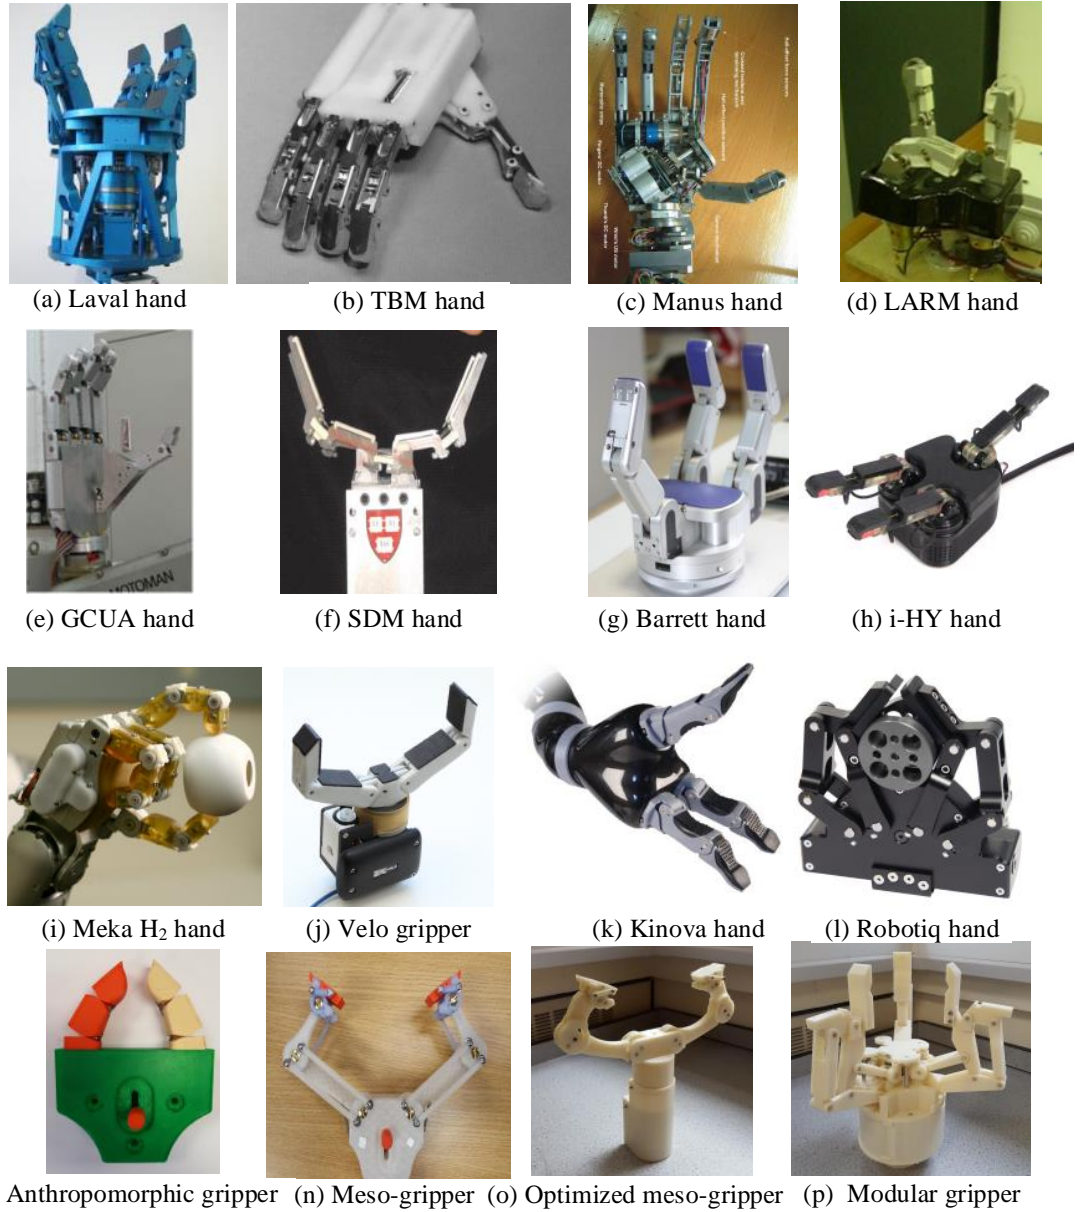 (a) Laval hand
(b) TBM hand
(c) Manus hand
(d) LARM hand
MOTOMAN
(e) GCUA hand
(f) SDM hand
(g) Barrett hand
(h) i-HY hand
(i) Meka H₂ hand
(j) Velo gripper
(k) Kinova hand
(l) Robotiq hand
Anthropomorphic gripper
(n) Meso-gripper
(o) Optimized meso-gripper
(p) Modular gripper